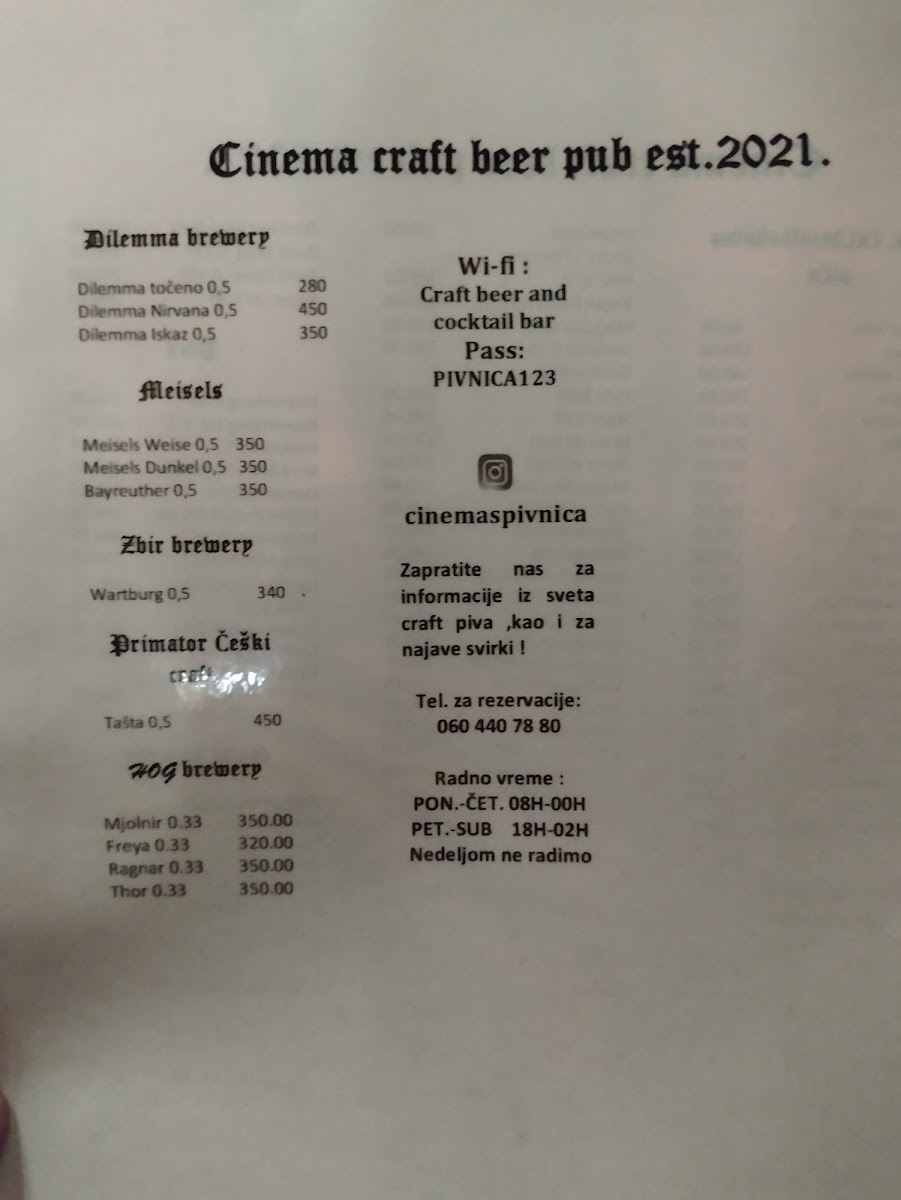 Cinema craft beer pub est.2021.
Dilemma brewery
Dilemma točeno 0,5 280
Dilemma Nirvana 0,5 450
Dilemma Iskaz 0,5 350
Meisels
Meisels Weise 0,5 350
Meisels Dunkel 0,5 350
Bayreuther 0,5 350
Zbir brewery
Wartburg 0,5 340 .
Primator Češki
craft
Tašta 0,5 450
HOG brewery
Mjolnir 0.33 350.00
Freya 0.33 320.00
Ragnar 0.33 350.00
Thor 0.33 350.00
Wi-fi :
Craft beer and
cocktail bar
Pass:
PIVNICA123
cinemaspivnica
Zapratite nas za
informacije iz sveta
craft piva ,kao i za
najave svirki !
Tel. za rezervacije:
060 440 78 80
Radno vreme :
PON.-ČET. 08H-00H
PET.-SUB 18H-02H
Nedeljom ne radimo